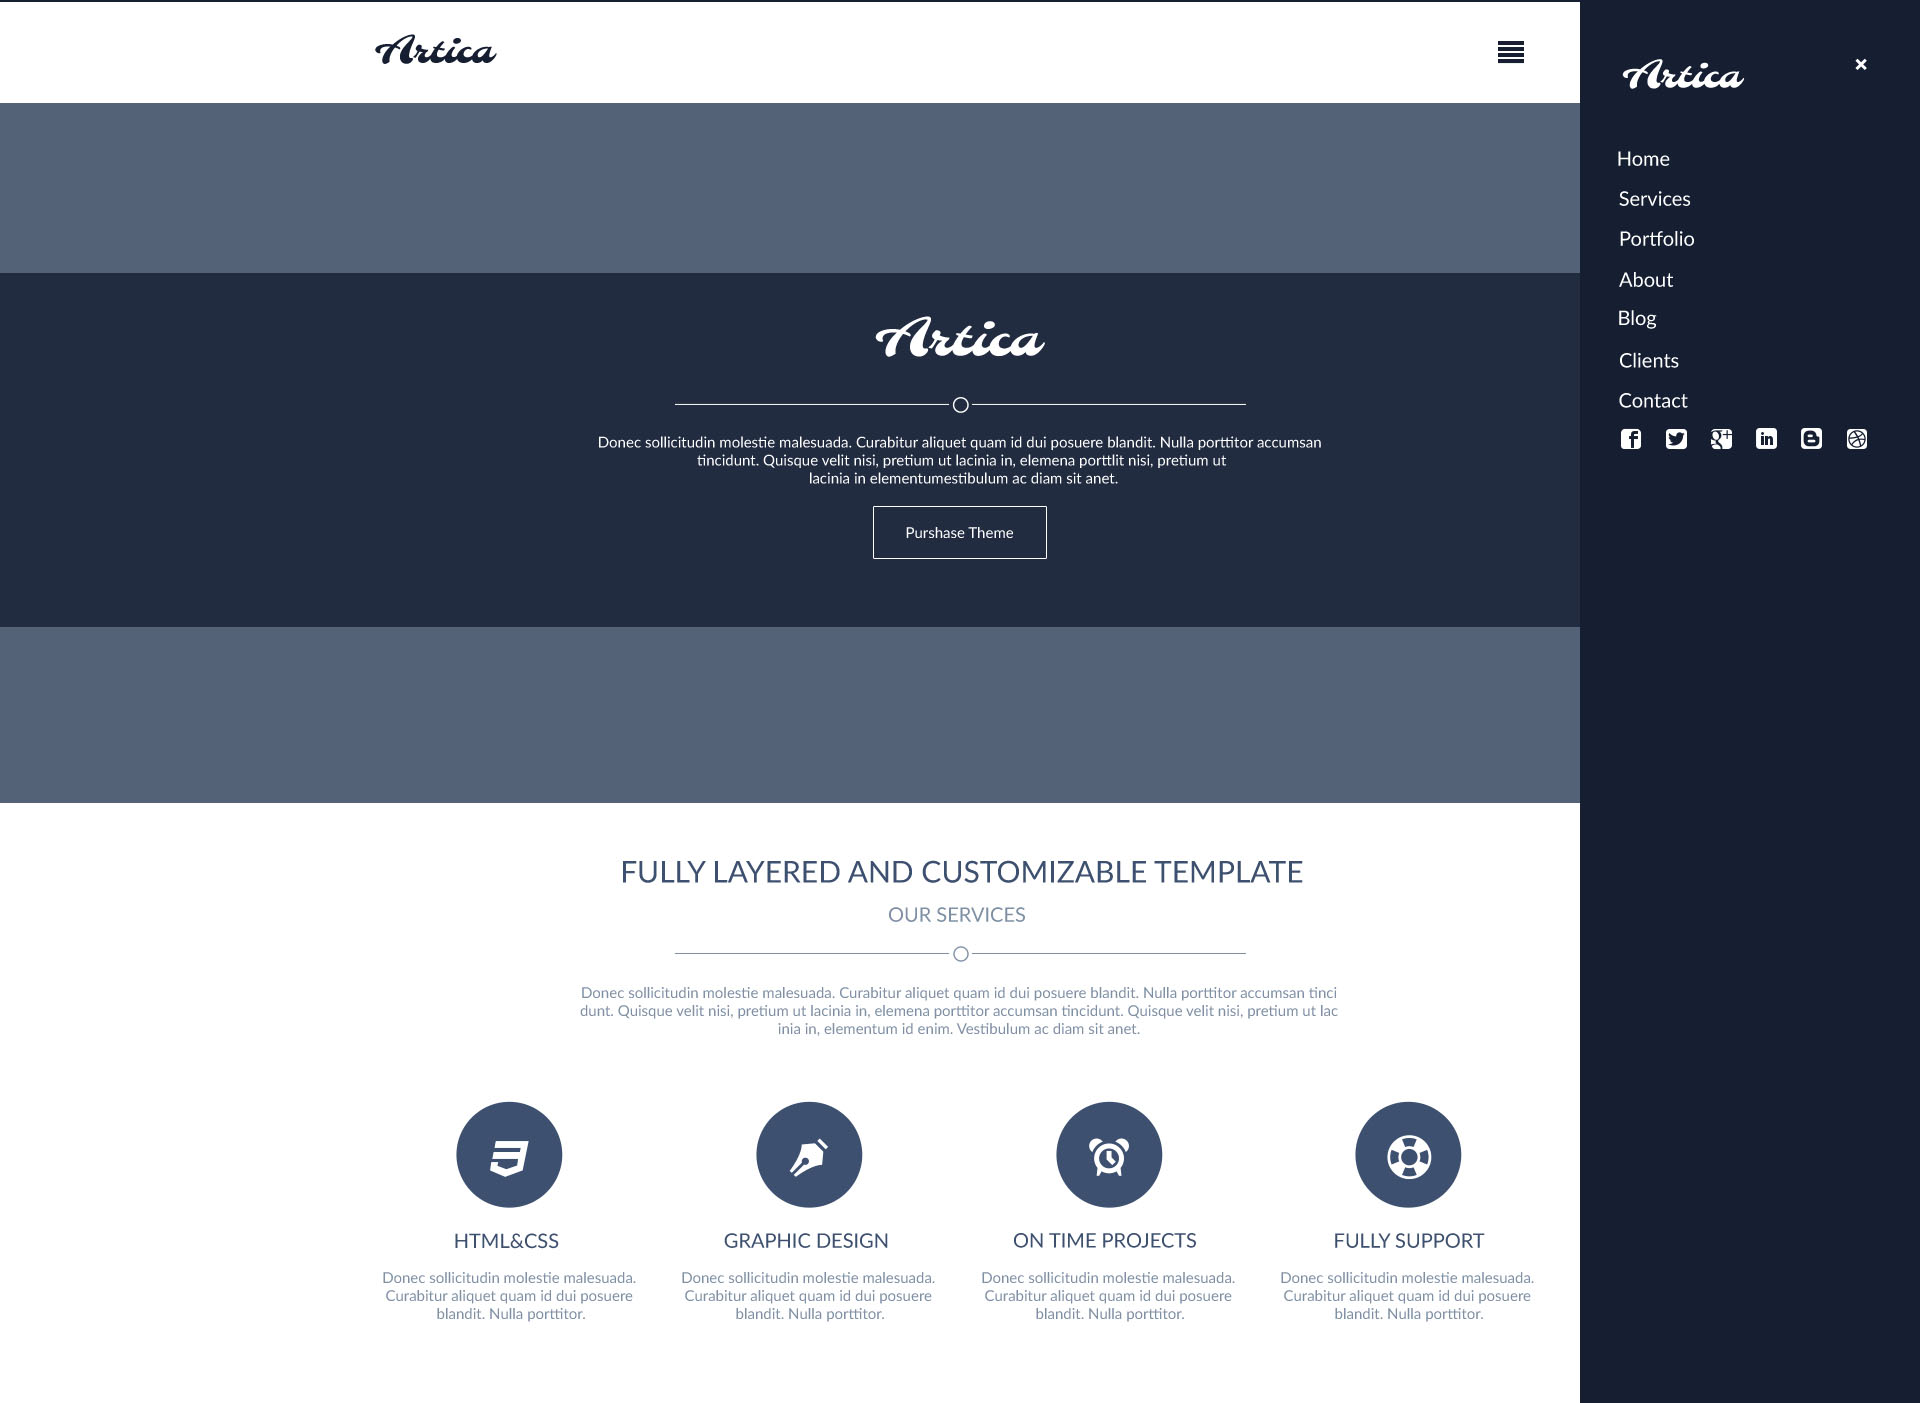 Artica
Artica
Home
Services
Portfolio
About
Blog
Clients
Contact
Artica
Donec sollicitudin molestie malesuada. Curabitur aliquet quam id dui posuere blandit. Nulla porttitor accumsan
tincidunt. Quisque velit nisi, pretium ut lacinia in, elemena porttlit nisi, pretium ut
lacinia in elementumestibulum ac diam sit anet.
Purshase Theme
FULLY LAYERED AND CUSTOMIZABLE TEMPLATE
OUR SERVICES
Donec sollicitudin molestie malesuada. Curabitur aliquet quam id dui posuere blandit. Nulla porttitor accumsan tinci
dunt. Quisque velit nisi, pretium ut lacinia in, elemena porttitor accumsan tincidunt. Quisque velit nisi, pretium ut lac
inia in, elementum id enim. Vestibulum ac diam sit anet.
HTML&CSS
Donec sollicitudin molestie malesuada.
Curabitur aliquet quam id dui posuere
blandit. Nulla porttitor.
GRAPHIC DESIGN
Donec sollicitudin molestie malesuada.
Curabitur aliquet quam id dui posuere
blandit. Nulla porttitor.
ON TIME PROJECTS
Donec sollicitudin molestie malesuada.
Curabitur aliquet quam id dui posuere
blandit. Nulla porttitor.
FULLY SUPPORT
Donec sollicitudin molestie malesuada.
Curabitur aliquet quam id dui posuere
blandit. Nulla porttitor.